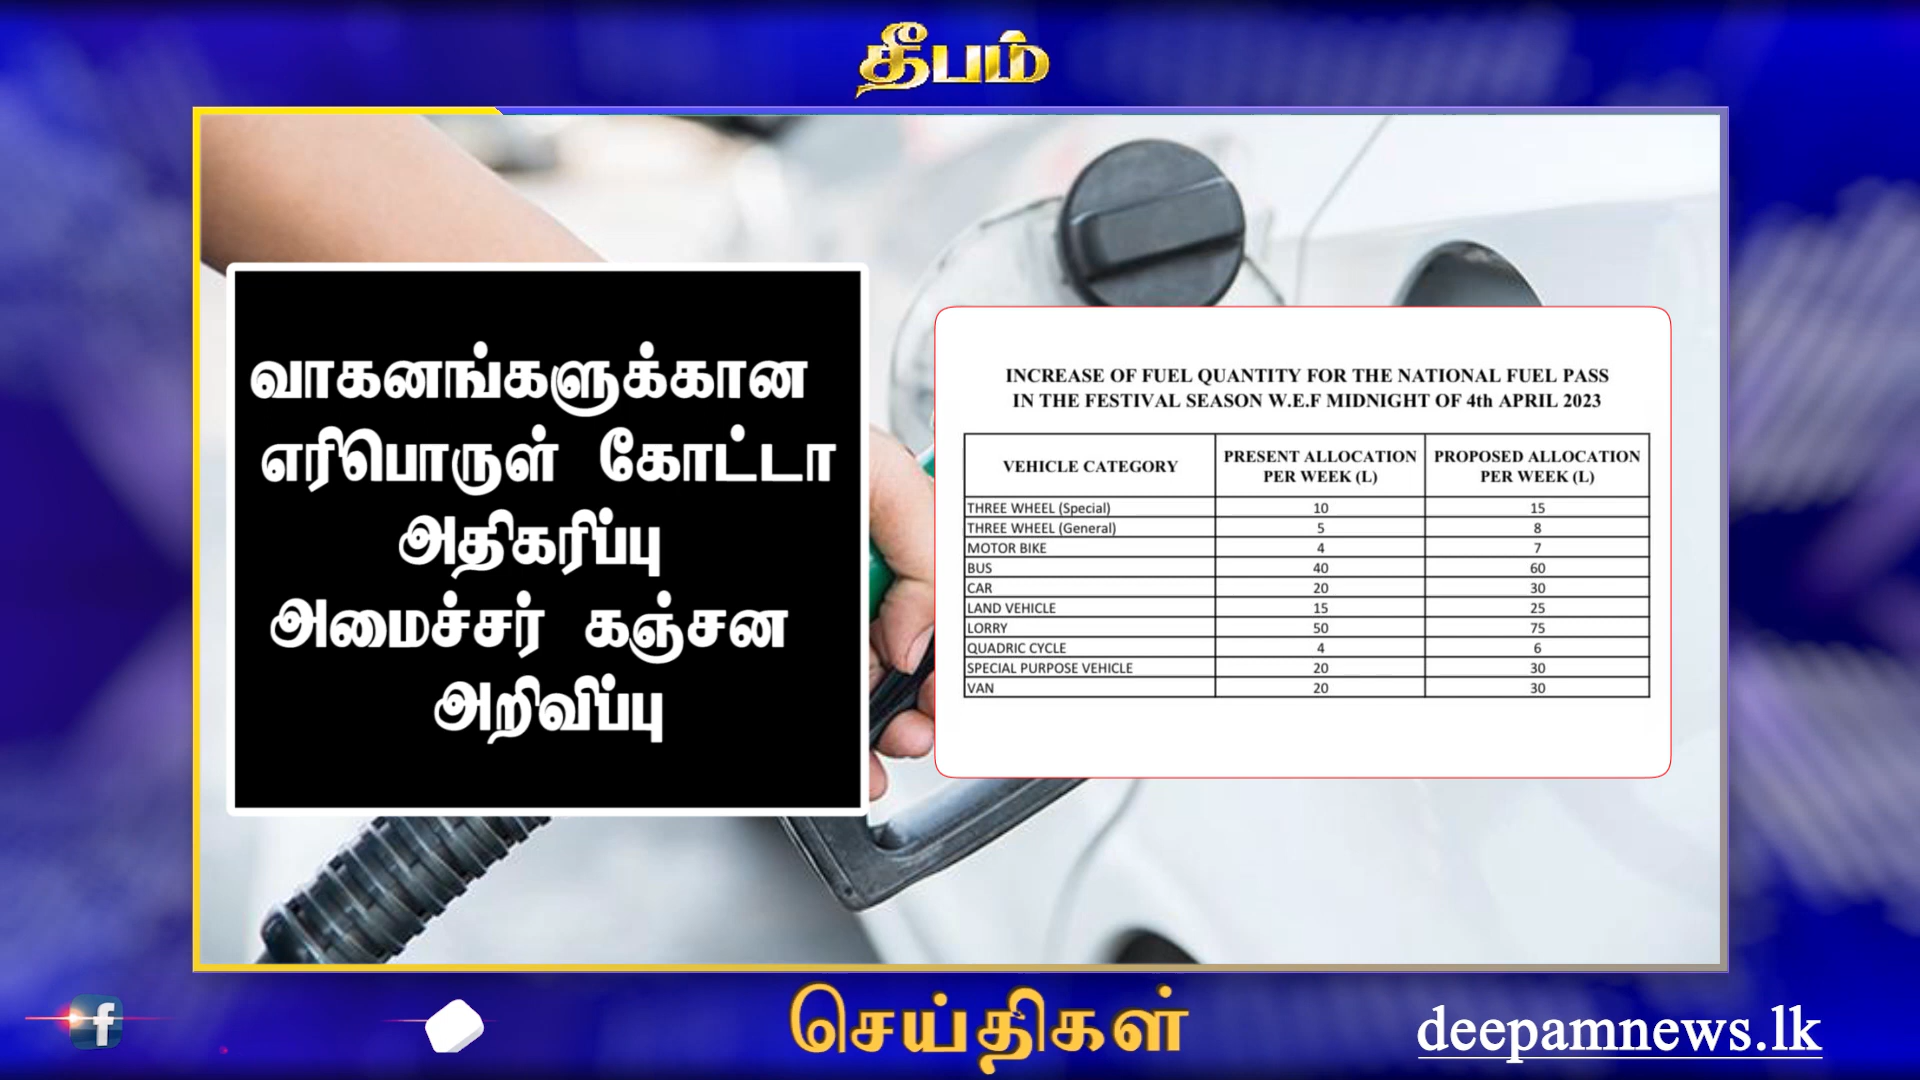 தீபம்
வாகனங்களுக்கான
எரிபொருள் கோட்டா
அதிகரிப்பு
அமைச்சர் கஞ்சன
அறிவிப்பு
INCREASE OF FUEL QUANTITY FOR THE NATIONAL FUEL PASS
IN THE FESTIVAL SEASON W.E.F MIDNIGHT OF 4th APRIL 2023
VEHICLE CATEGORY PRESENT ALLOCATION PER WEEK (L) PROPOSED ALLOCATION PER WEEK (L)
THREE WHEEL (Special) 10 15
THREE WHEEL (General) 5 8
MOTOR BIKE 4 7
BUS 40 60
CAR 20 30
LAND VEHICLE 15 25
LORRY 50 75
QUADRIC CYCLE 4 6
SPECIAL PURPOSE VEHICLE 20 30
VAN 20 30
f
செய்திகள்
deepamnews.lk